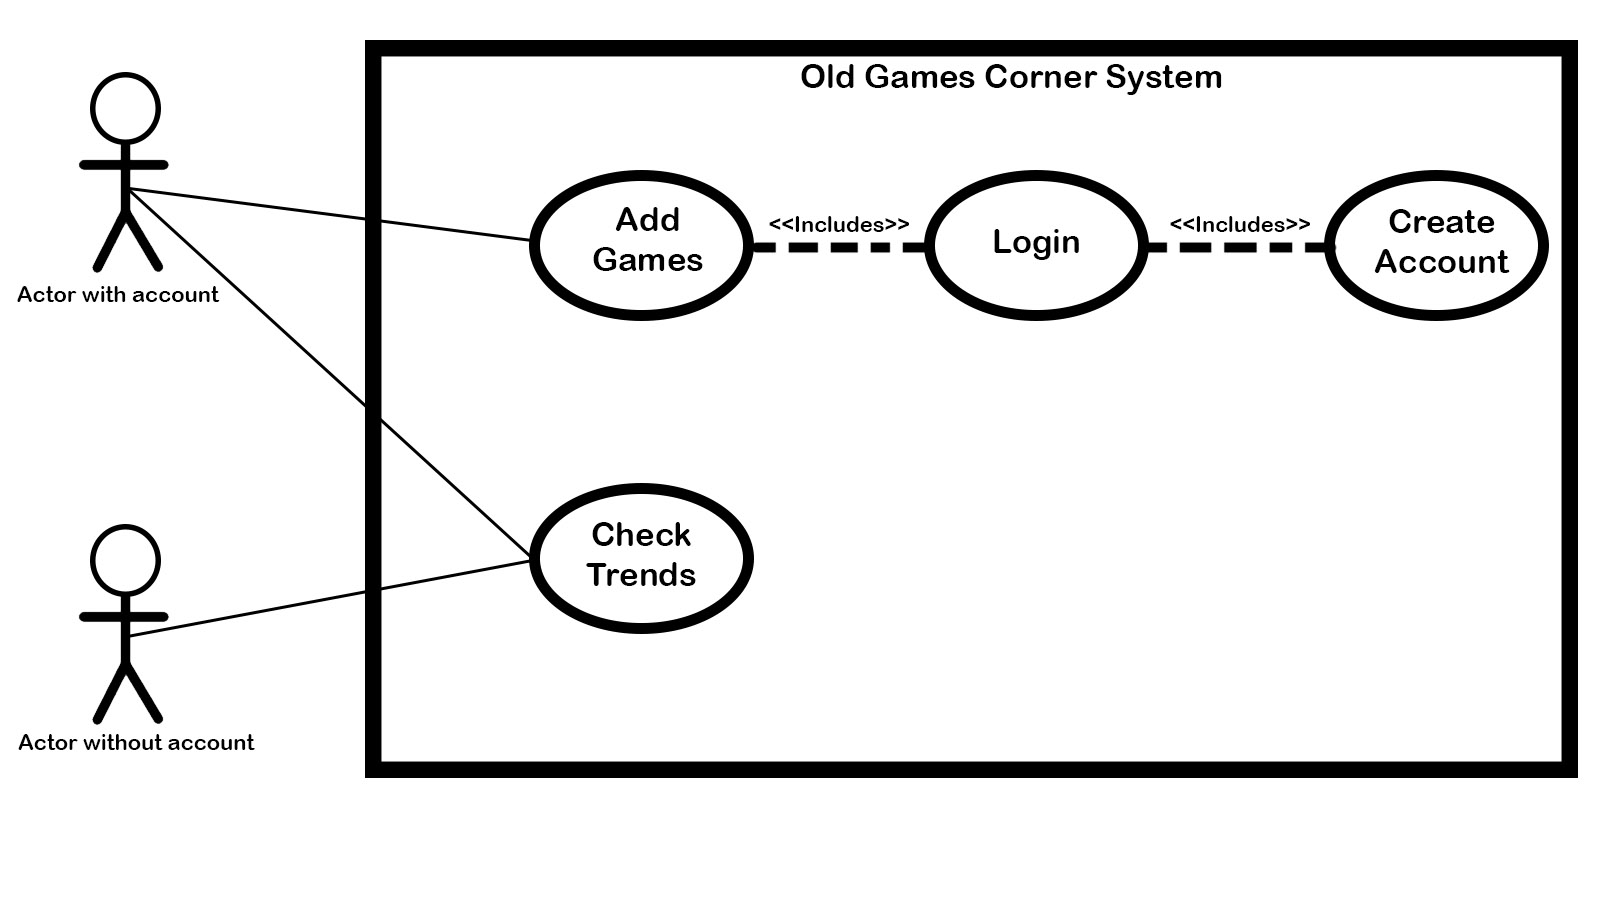 Old Games Corner System
Add
Games
<<Includes>>
Login
<<Includes>>
Create
Account
Actor with account
Check
Trends
Actor without account